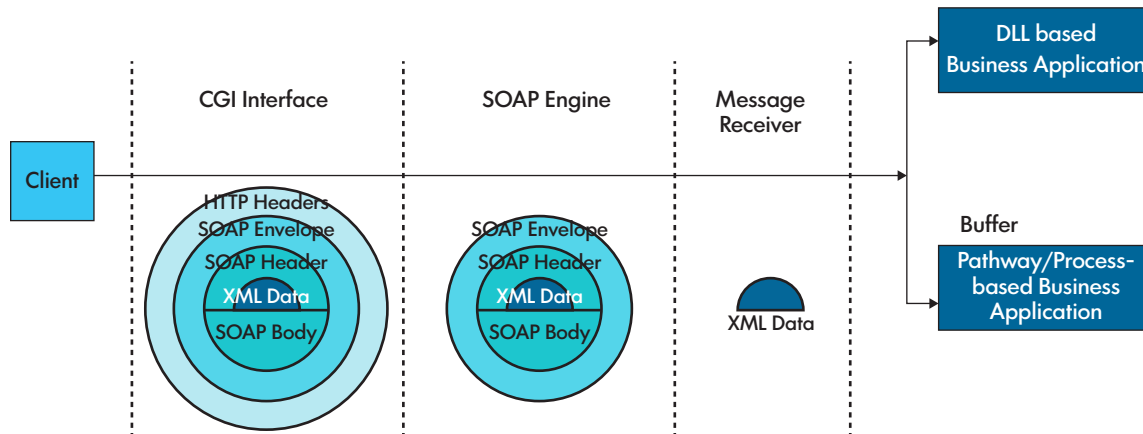 DLL based
Business Application
CGI Interface
SOAP Engine
Message
Receiver
Client
HTTP Headers
SOAP Envelope
SOAP Header
XML Data
SOAP Body
SOAP Envelope
SOAP Header
XML Data
SOAP Body
XML Data
Buffer
Pathway/Process-
based Business
Application